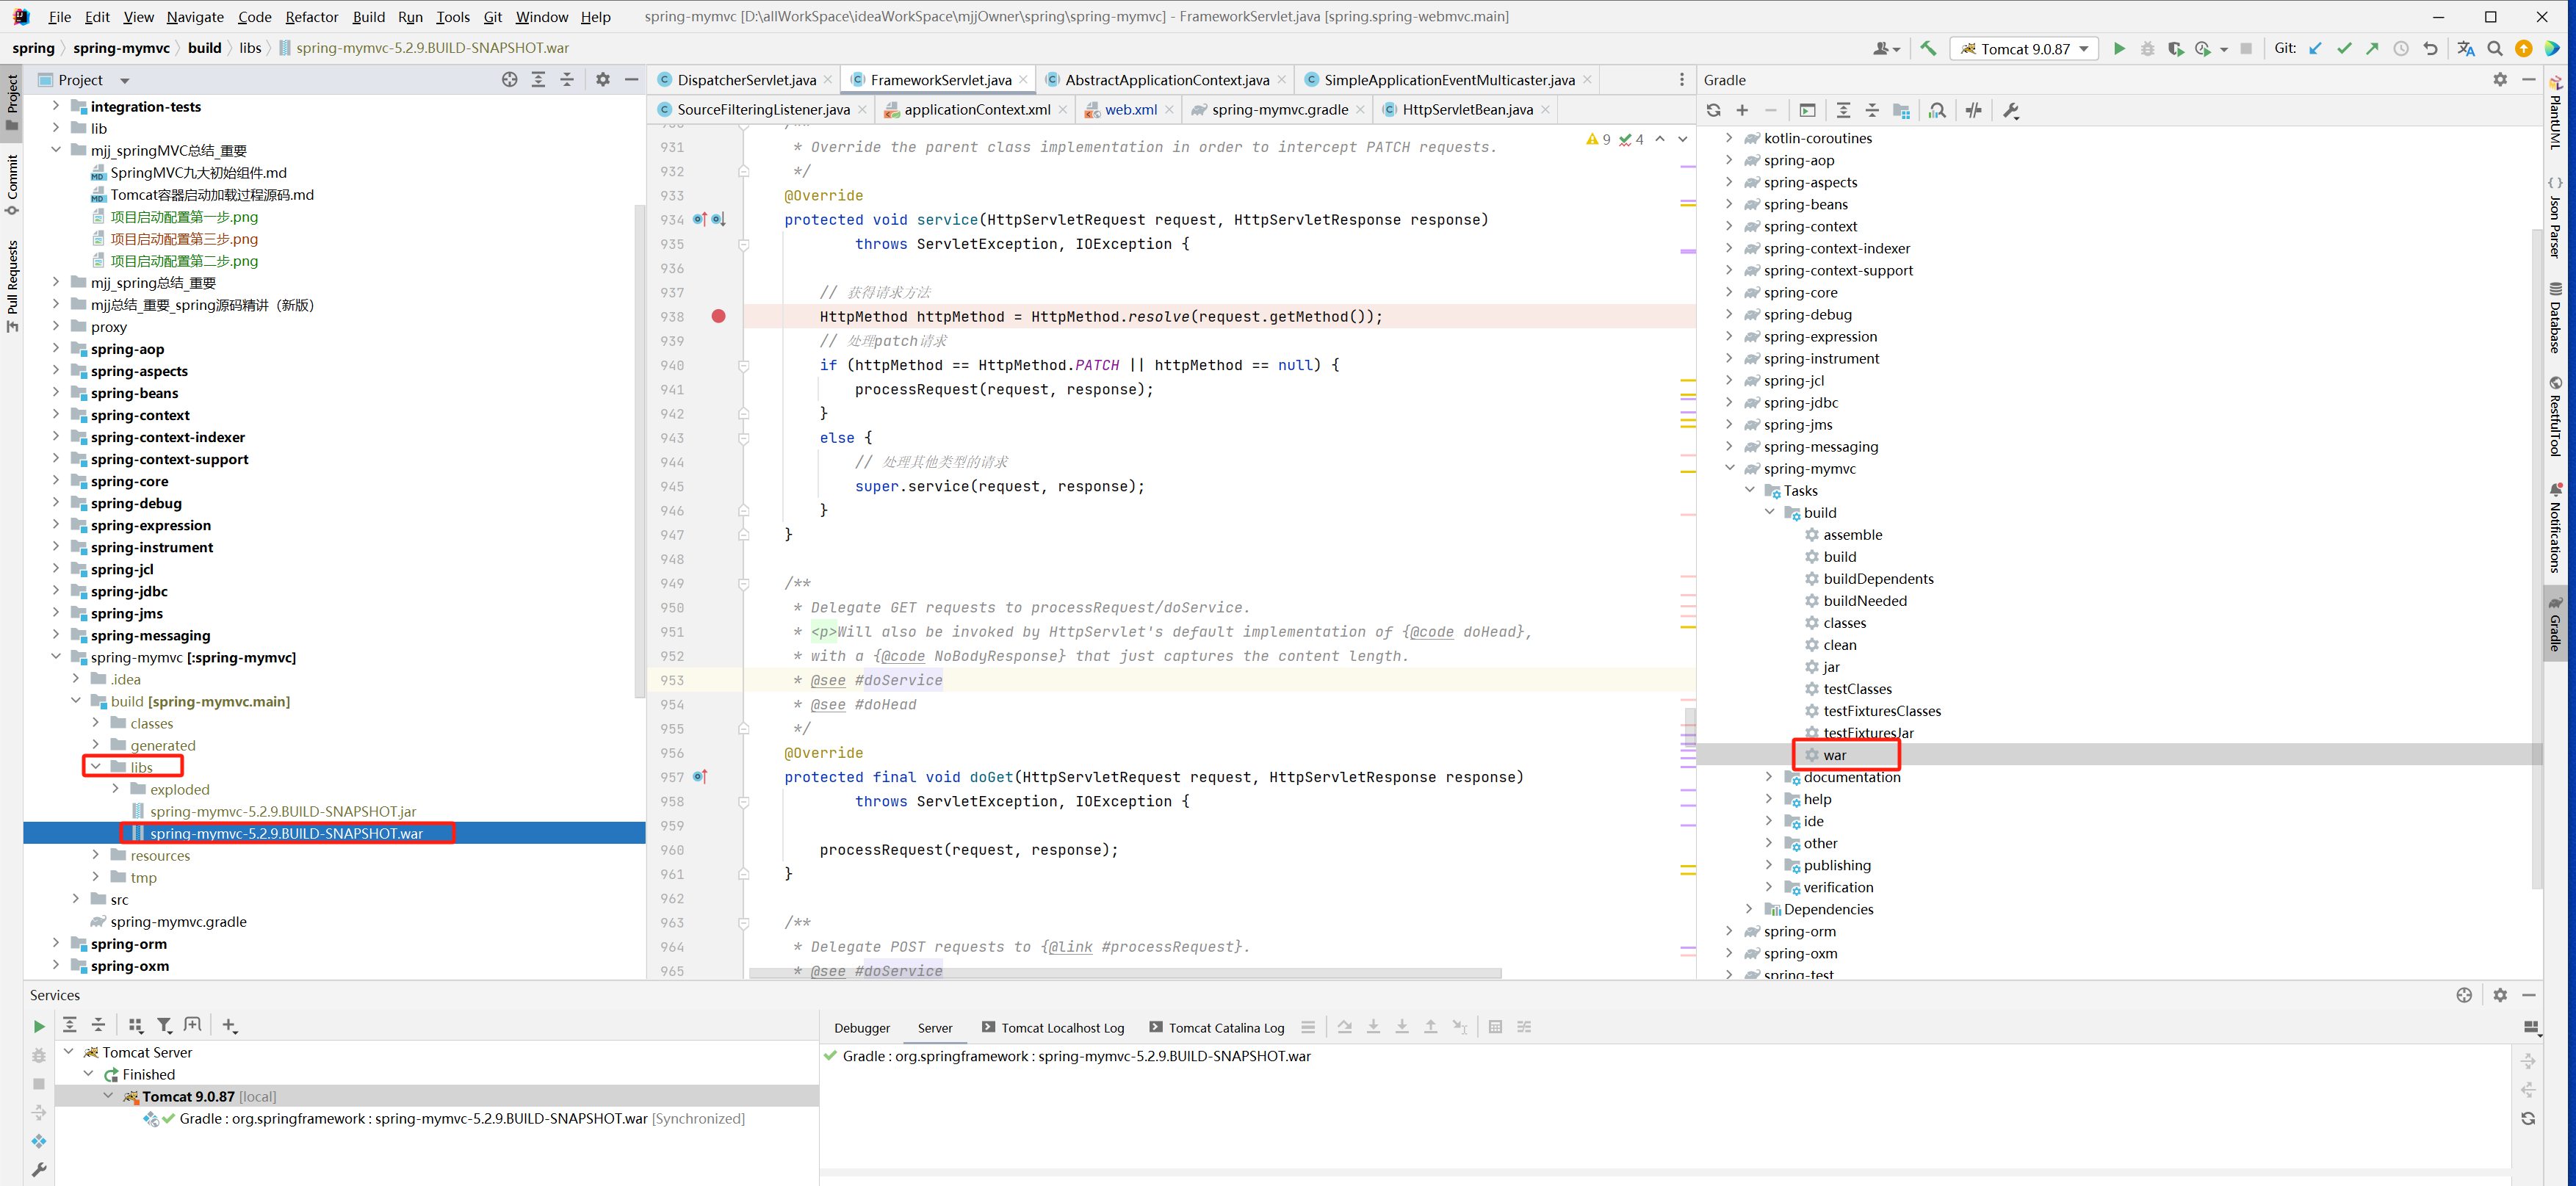 File Edit View Navigate Code Refactor Build Run Tools Git Window Help spring-mymvc [D:\allWorkSpace\ideaWorkSpace\mjjOwner\spring\spring-mymvc] - FrameworkServlet.java [spring.spring-webmvc.main]
spring spring-mymvc build libs spring-mymvc-5.2.9.BUILD-SNAPSHOT.war Tomcat 9.0.87 Git:
Project
Commit
Pull Requests
Project
integration-tests
lib
mjj_springMVC总结_重要
SpringMVC九大初始组件.md
Tomcat容器启动加载过程源码.md
项目启动配置第一步.png
项目启动配置第三步.png
项目启动配置第二步.png
mjj_spring总结_重要
mjj总结_重要_spring源码精讲（新版）
proxy
spring-aop
spring-aspects
spring-beans
spring-context
spring-context-indexer
spring-context-support
spring-core
spring-debug
spring-expression
spring-instrument
spring-jcl
spring-jdbc
spring-jms
spring-messaging
spring-mymvc [:spring-mymvc]
.idea
build [spring-mymvc.main]
classes
generated
libs
exploded
spring-mymvc-5.2.9.BUILD-SNAPSHOT.jar
spring-mymvc-5.2.9.BUILD-SNAPSHOT.war
resources
tmp
src
spring-mymvc.gradle
spring-orm
spring-oxm
DispatcherServlet.java FrameworkServlet.java AbstractApplicationContext.java SimpleApplicationEventMulticaster.java
SourceFilteringListener.java applicationContext.xml web.xml spring-mymvc.gradle HttpServletBean.java
9 4
930 /**
931 * Override the parent class implementation in order to intercept PATCH requests.
932 */
933 @Override
934 protected void service(HttpServletRequest request, HttpServletResponse response)
935 throws ServletException, IOException {
936
937 // 获得请求方法
938 HttpMethod httpMethod = HttpMethod.resolve(request.getMethod());
939 // 处理patch请求
940 if (httpMethod == HttpMethod.PATCH || httpMethod == null) {
941 processRequest(request, response);
942 }
943 else {
944 // 处理其他类型的请求
945 super.service(request, response);
946 }
947 }
948
949 /**
950 * Delegate GET requests to processRequest/doService.
951 * <p>Will also be invoked by HttpServlet's default implementation of {@code doHead},
952 * with a {@code NoBodyResponse} that just captures the content length.
953 * @see #doService
954 * @see #doHead
955 */
956 @Override
957 protected final void doGet(HttpServletRequest request, HttpServletResponse response)
958 throws ServletException, IOException {
959
960 processRequest(request, response);
961 }
962
963 /**
964 * Delegate POST requests to {@link #processRequest}.
965 * @see #doService
Gradle
kotlin-coroutines
spring-aop
spring-aspects
spring-beans
spring-context
spring-context-indexer
spring-context-support
spring-core
spring-debug
spring-expression
spring-instrument
spring-jcl
spring-jdbc
spring-jms
spring-messaging
spring-mymvc
Tasks
build
assemble
build
buildDependents
buildNeeded
classes
clean
jar
testClasses
testFixturesClasses
testFixturesJar
war
documentation
help
ide
other
publishing
verification
Dependencies
spring-orm
spring-oxm
spring-test
PlantUML
Json Parser
Database
RestfulTool
Notifications
Gradle
Services
Tomcat Server
Finished
Tomcat 9.0.87 [local]
Gradle : org.springframework : spring-mymvc-5.2.9.BUILD-SNAPSHOT.war [Synchronized]
Debugger Server Tomcat Localhost Log Tomcat Catalina Log
Gradle : org.springframework : spring-mymvc-5.2.9.BUILD-SNAPSHOT.war